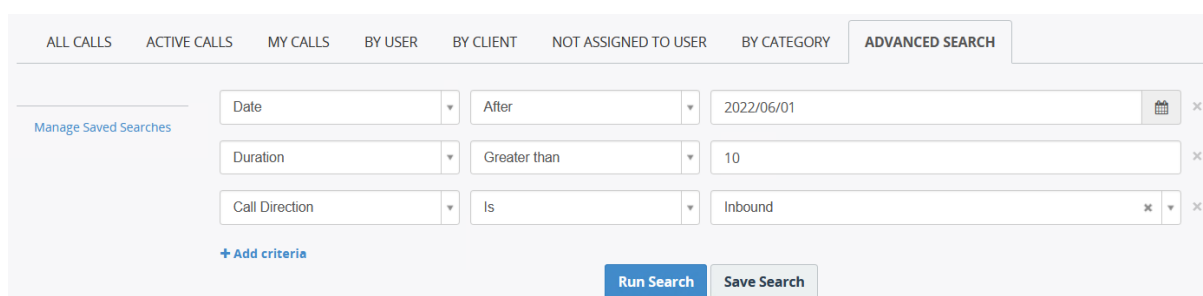 ALL CALLS ACTIVE CALLS MY CALLS BY USER BY CLIENT NOT ASSIGNED TO USER BY CATEGORY ADVANCED SEARCH
Manage Saved Searches
Date After 2022/06/01
Duration Greater than 10
Call Direction Is Inbound
+ Add criteria
Run Search Save Search